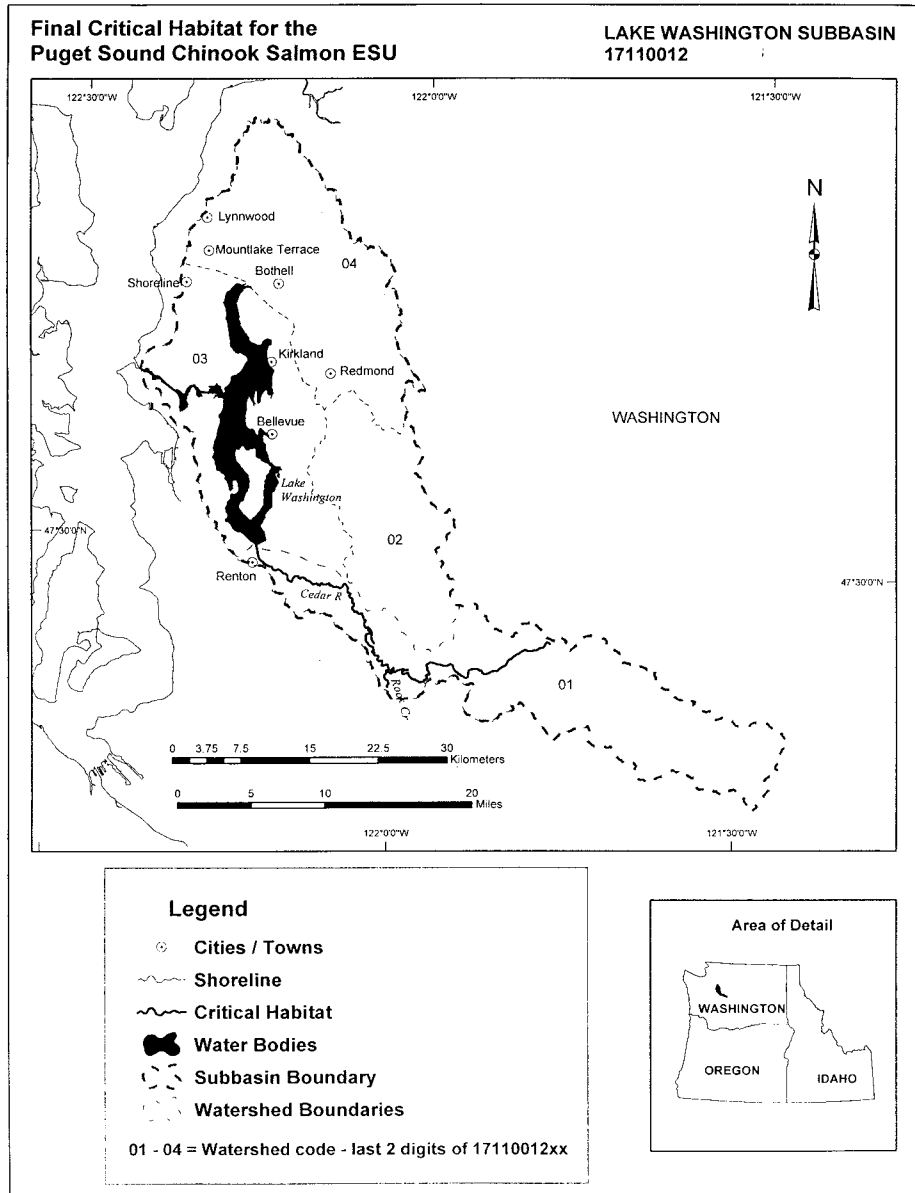 Final Critical Habitat for the
Puget Sound Chinook Salmon ESU
LAKE WASHINGTON SUBBASIN
17110012
122°30'0"W
122°0'0"W
121°30'0"W
N
Lynnwood
Mountlake Terrace
04
Bothell
Shoreline
03
Kirkland
Redmond
WASHINGTON
Bellevue
Lake
Washington
47°30'0"N
02
Renton
47°30'0"N
Cedar R
Rock Cr
01
0 3.75 7.5 15 22.5 30
Kilometers
0 5 10 20
Miles
122°0'0"W
121°30'0"W
Legend
Cities / Towns
Shoreline
Critical Habitat
Water Bodies
Subbasin Boundary
Watershed Boundaries
01 - 04 = Watershed code - last 2 digits of 17110012xx
Area of Detail
WASHINGTON
OREGON
IDAHO